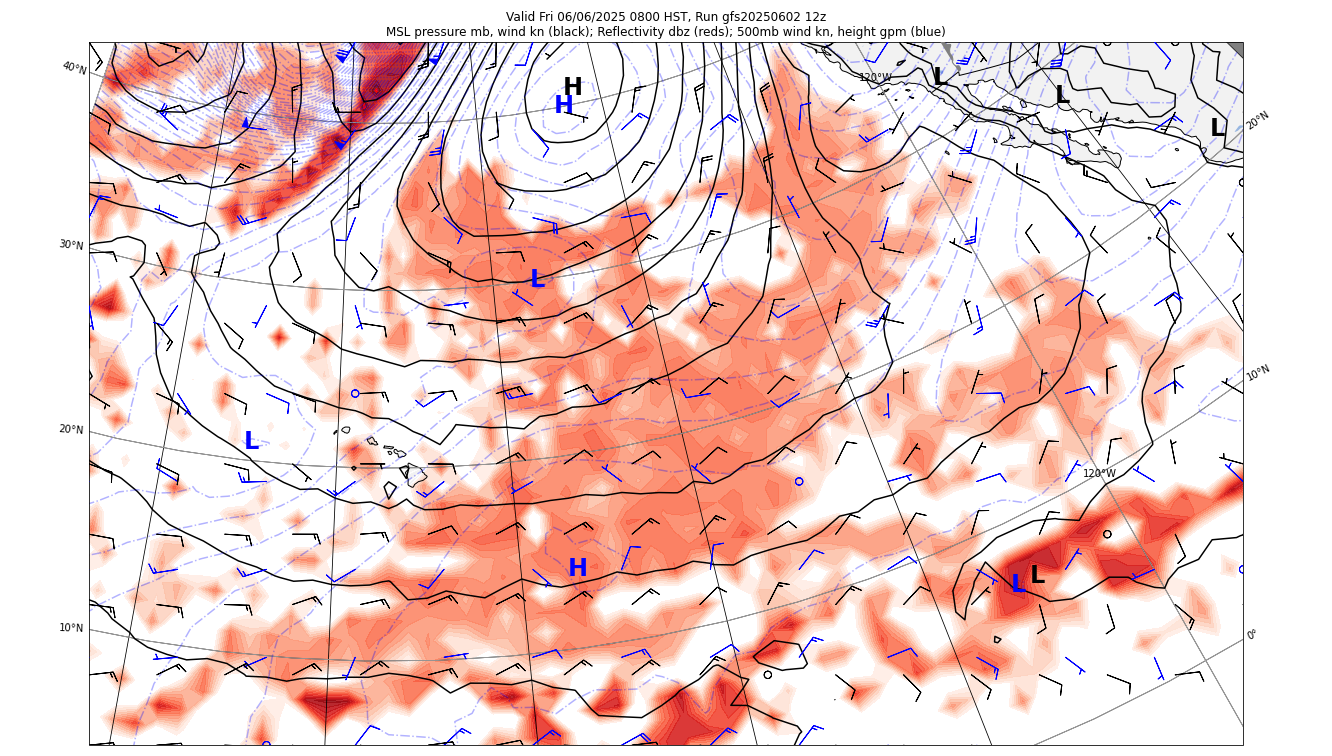 Valid Fri 06/06/2025 0800 HST, Run gfs20250602 12z
MSL pressure mb, wind kn (black); Reflectivity dbz (reds); 500mb wind kn, height gpm (blue)
40°N
120°W
H
H
L
L
L
20°N
30°N
L
10°N
20°N
L
120°W
H
L
L
10°N
0°